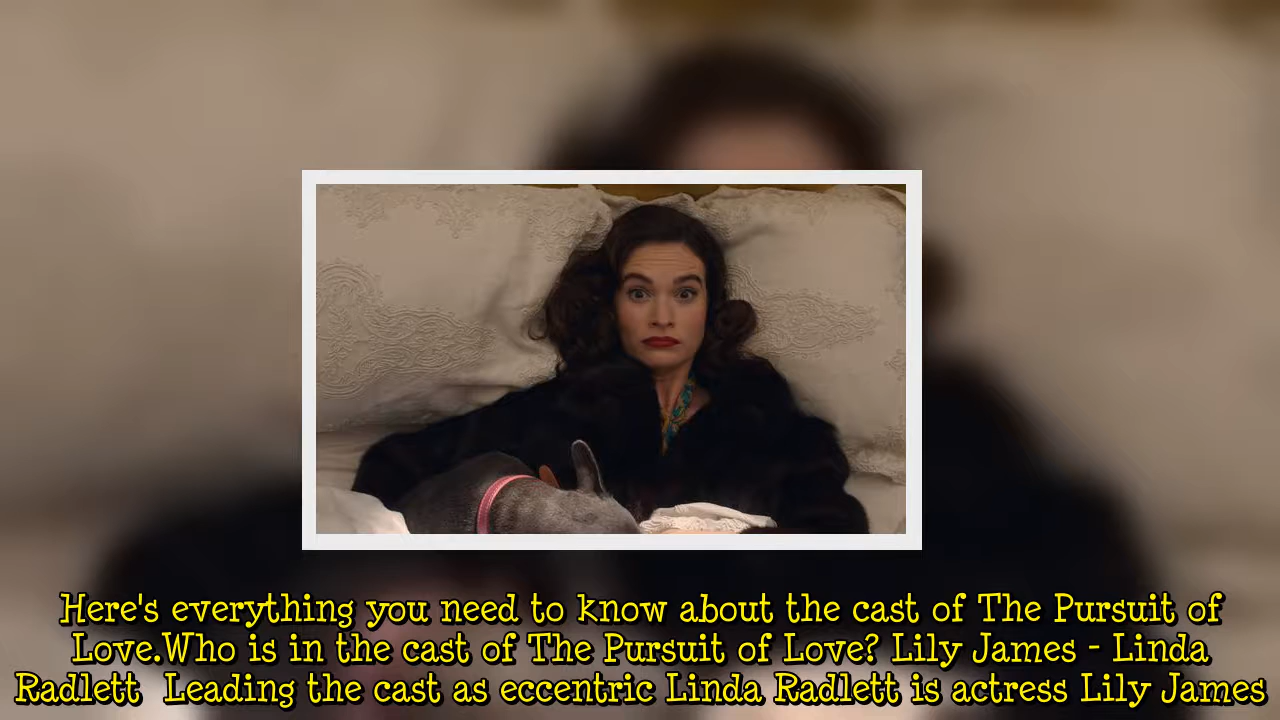 Here's everything you need to know about the cast of The Pursuit of
Love.Who is in the cast of The Pursuit of Love? Lily James - Linda
Radlett  Leading the cast as eccentric Linda Radlett is actress Lily James